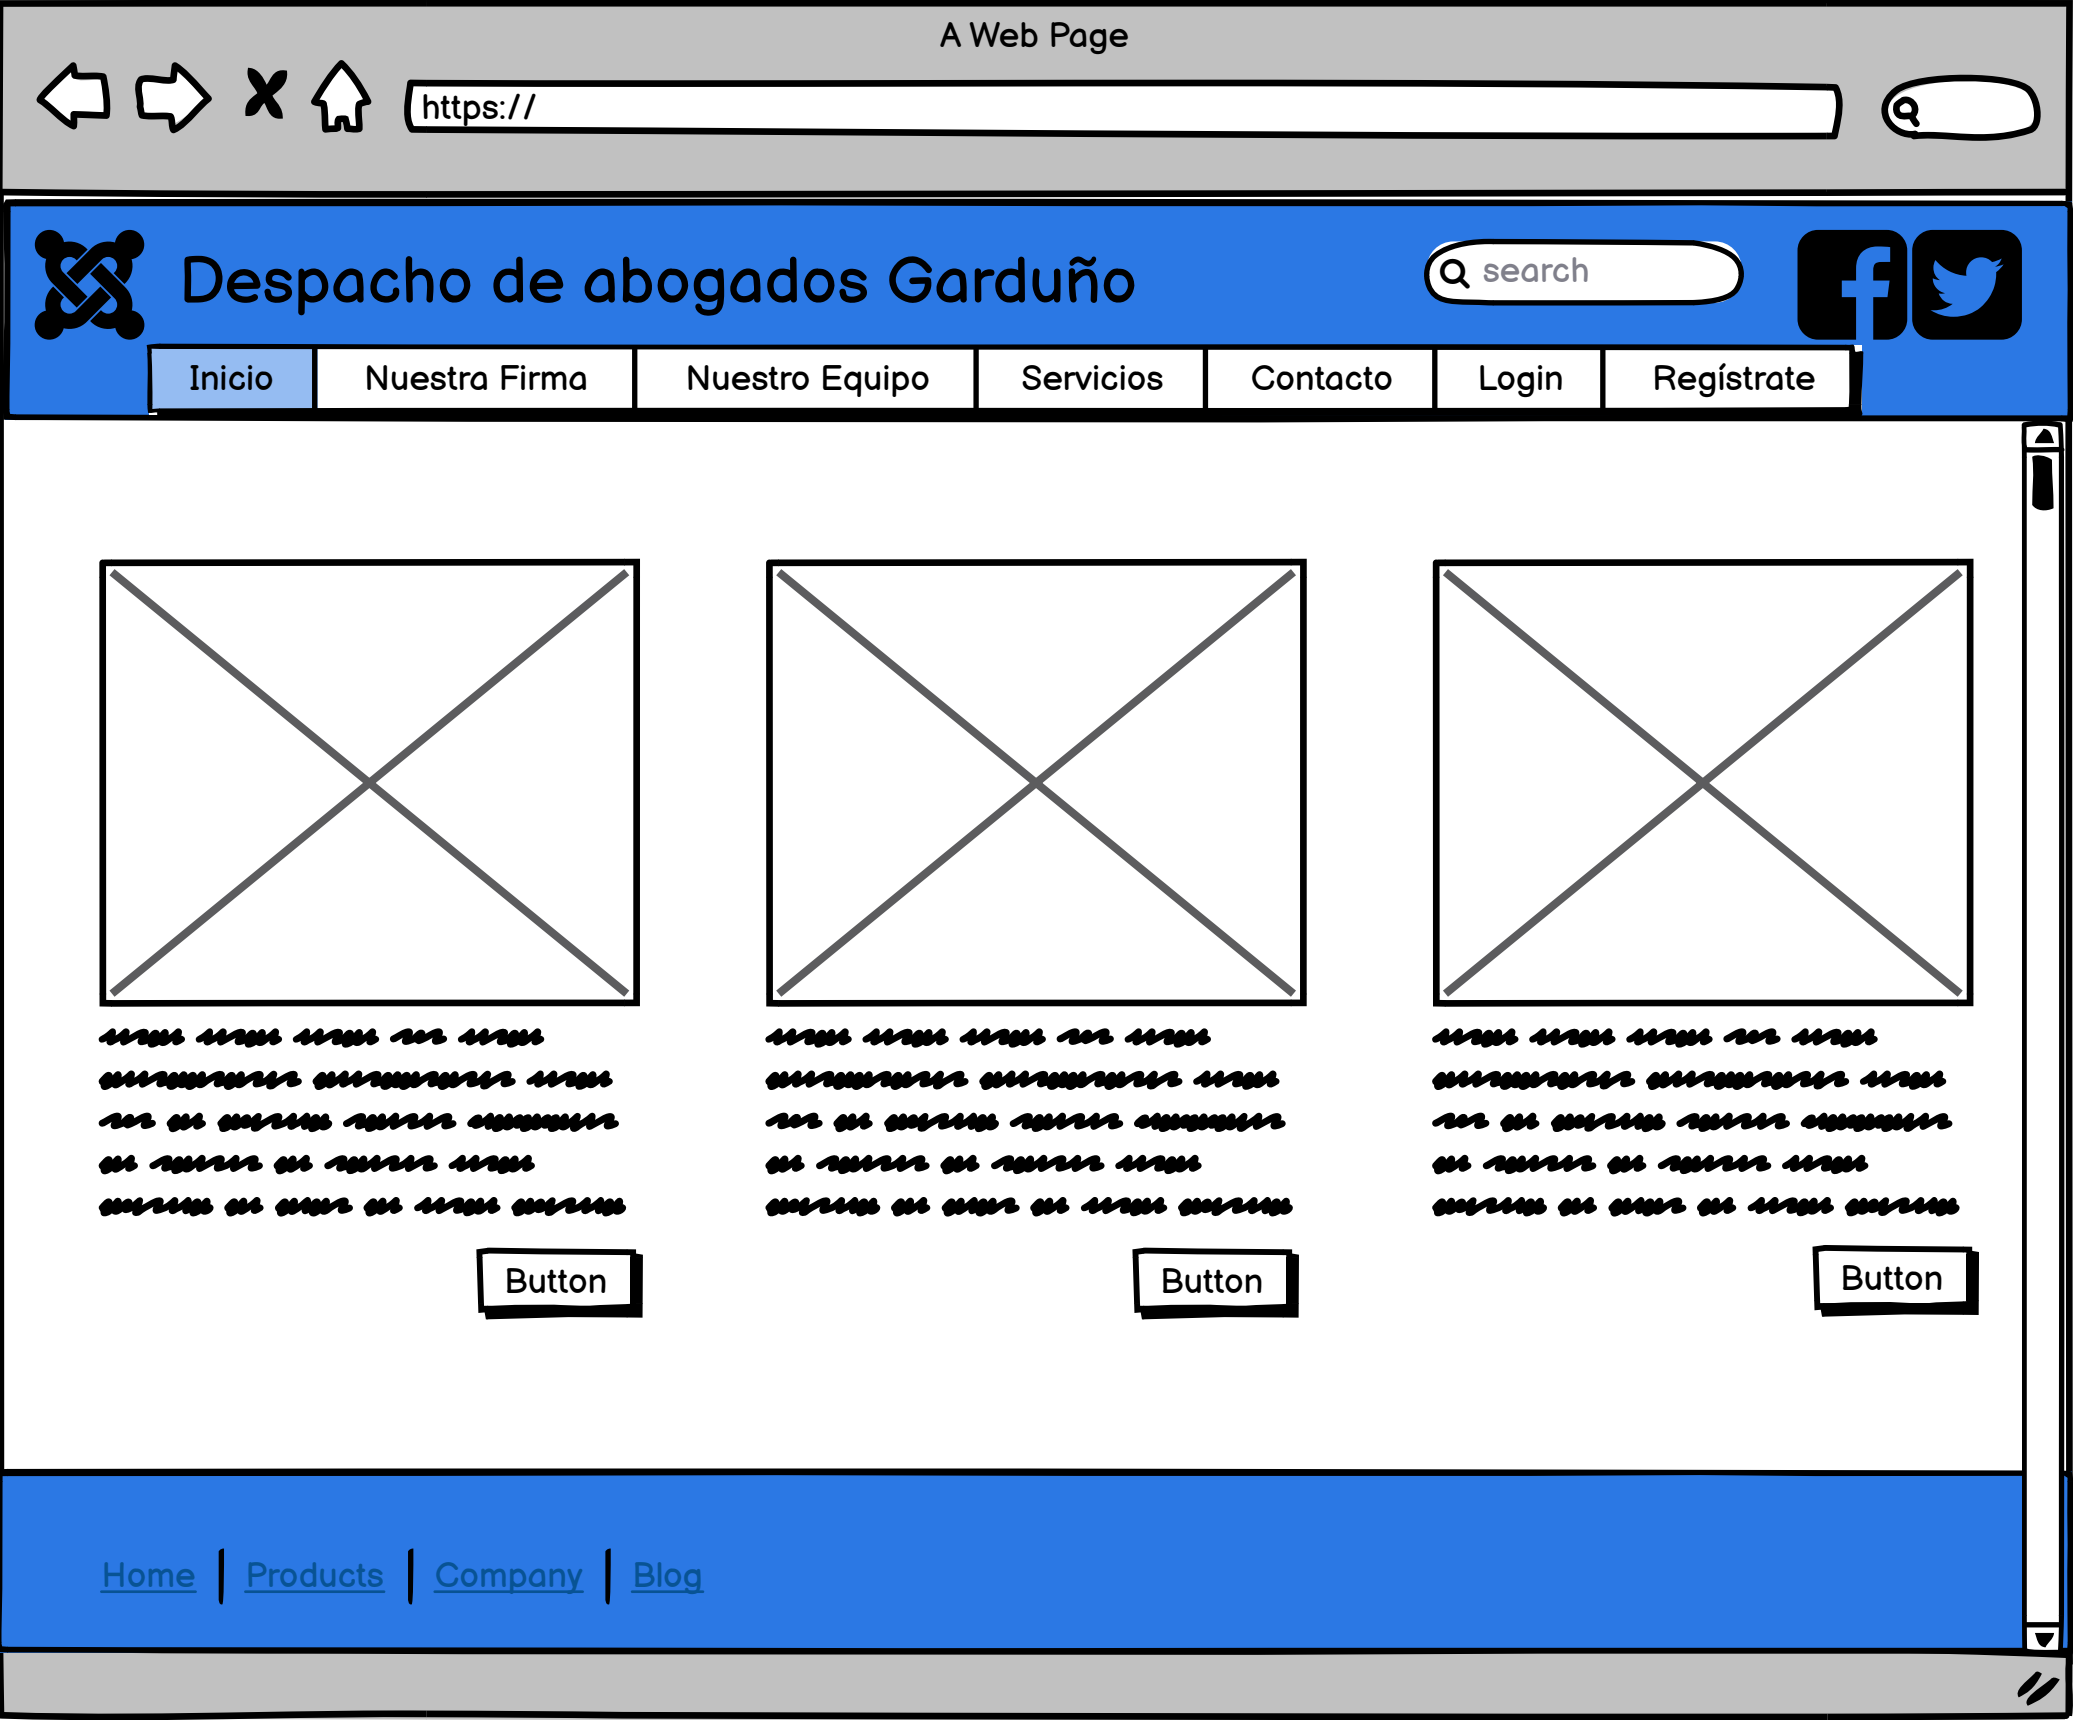 A Web Page
https://
Despacho de abogados Garduño
search
Inicio Nuestra Firma Nuestro Equipo Servicios Contacto Login Regístrate
Button Button Button
Home Products Company Blog